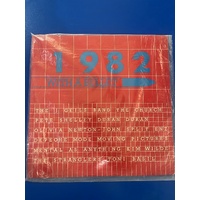 1982
THE J GEILS BAND THE CHURCH
PETE SHELLEY DURAN DURAN
OLIVIA NEWTON-JOHN SPLIT ENZ
DEPECHE MODE MOVING PICTURES
MENTAL AS ANYTHING KIM WILDE
STRANGLERS TONI BASIL